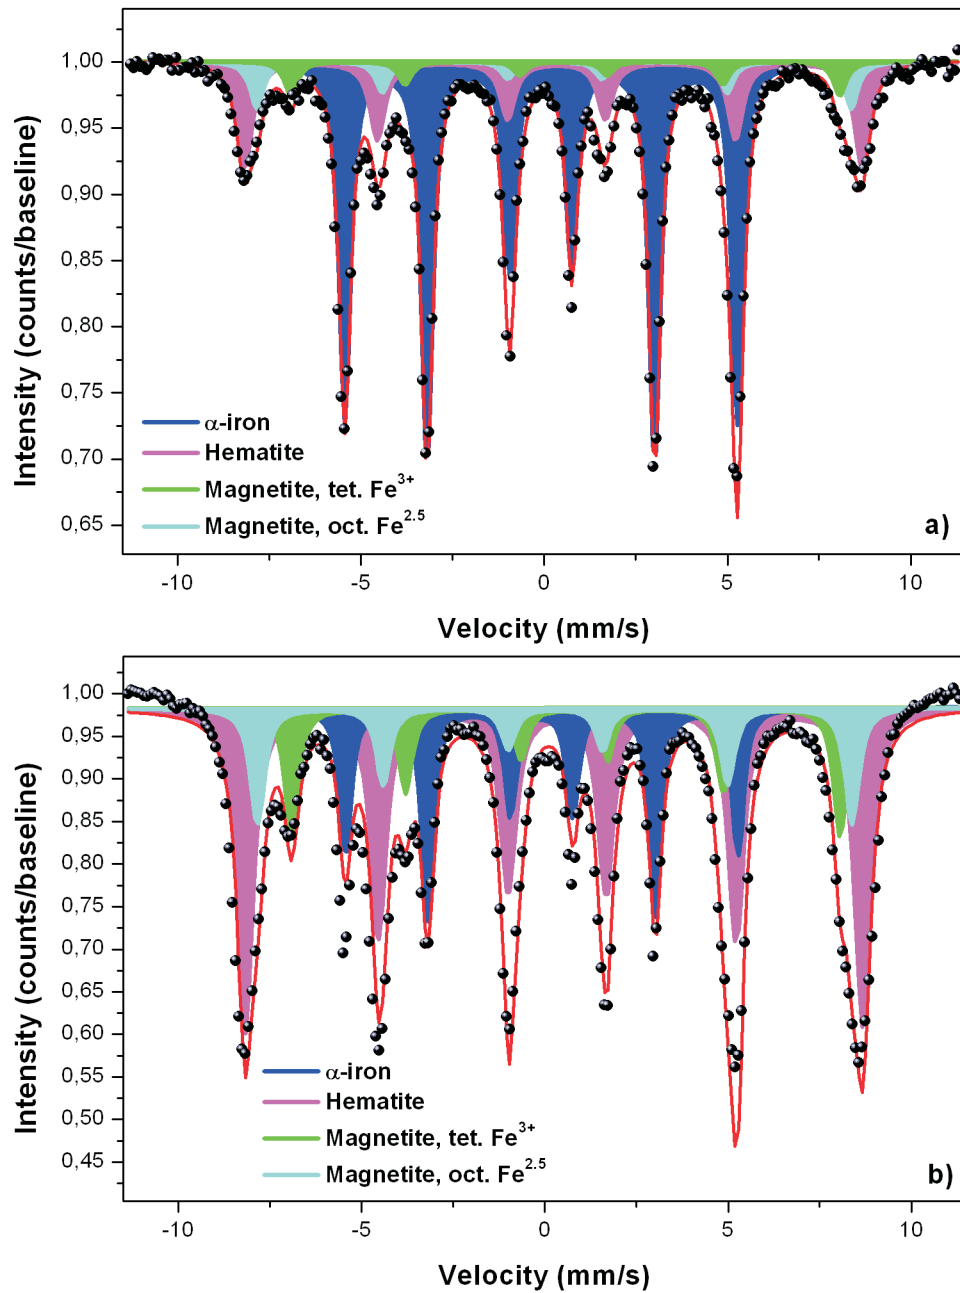 1,00
0,95
0,90
0,85
0,80
0,75
0,70
0,65
Intensity (counts/baseline)
α-iron
Hematite
Magnetite, tet. Fe³⁺
Magnetite, oct. Fe²·⁵
a)
-10 -5 0 5 10
Velocity (mm/s)
1,00
0,95
0,90
0,85
0,80
0,75
0,70
0,65
0,60
0,55
0,50
0,45
Intensity (counts/baseline)
α-iron
Hematite
Magnetite, tet. Fe³⁺
Magnetite, oct. Fe²·⁵
b)
-10 -5 0 5 10
Velocity (mm/s)